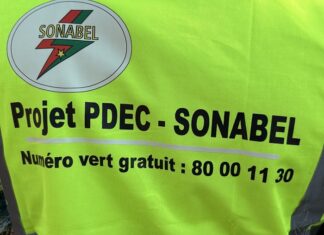 SONABEL
Projet PDEC - SONABEL
Numéro vert gratuit : 80 00 11 30